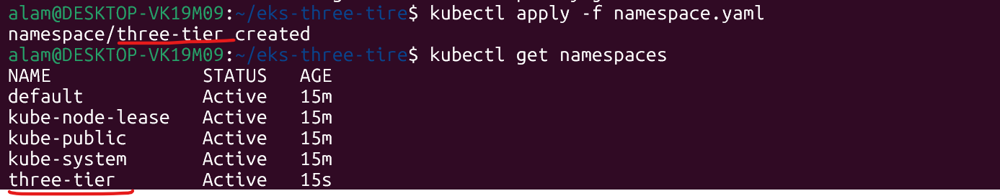 alam@DESKTOP-VK19M09:~/eks-three-tire$ kubectl apply -f namespace.yaml
namespace/three-tier created
alam@DESKTOP-VK19M09:~/eks-three-tire$ kubectl get namespaces
NAME STATUS AGE
default Active 15m
kube-node-lease Active 15m
kube-public Active 15m
kube-system Active 15m
three-tier Active 15s